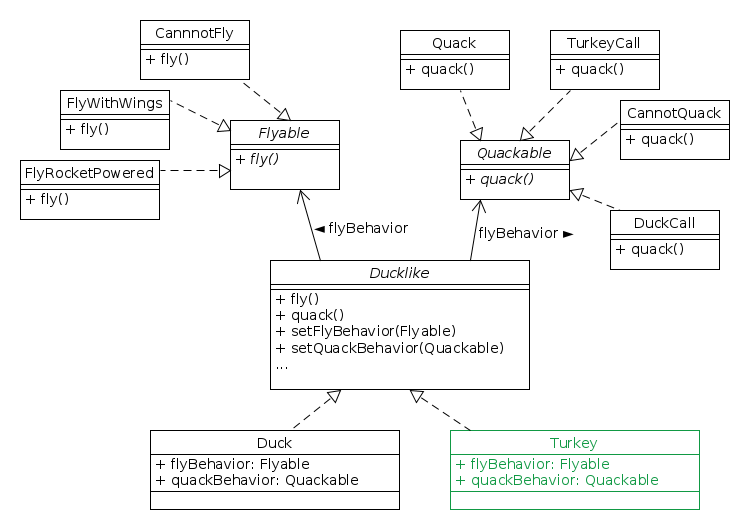 CannnotFly
+ fly()
Quack
+ quack()
TurkeyCall
+ quack()
FlyWithWings
+ fly()
Flyable
+ fly()
CannotQuack
+ quack()
Quackable
+ quack()
FlyRocketPowered
+ fly()
DuckCall
+ quack()
◄ flyBehavior
flyBehavior ►
Ducklike
+ fly()
+ quack()
+ setFlyBehavior(Flyable)
+ setQuackBehavior(Quackable)
...
Duck
+ flyBehavior: Flyable
+ quackBehavior: Quackable
Turkey
+ flyBehavior: Flyable
+ quackBehavior: Quackable